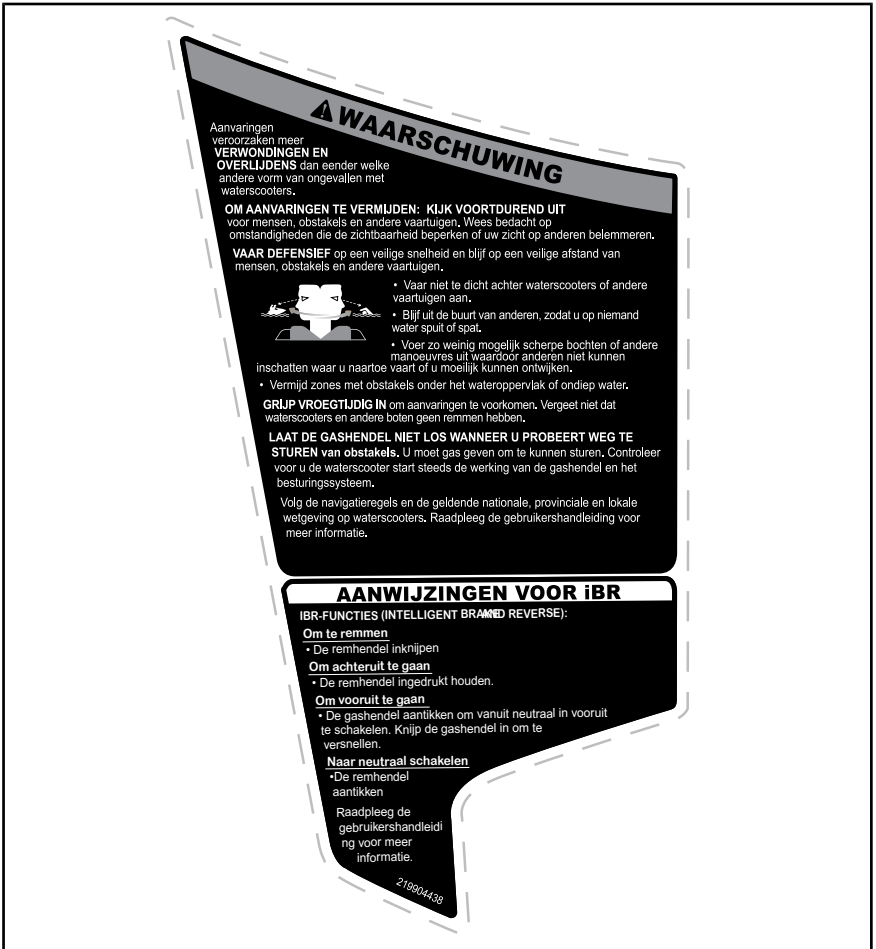 WAARSCHUWING
Aanvaringen
veroorzaken meer
VERWONDINGEN EN
OVERLIJDENS dan eender welke
andere vorm van ongevallen met
waterscooters.
OM AANVARINGEN TE VERMIJDEN: KIJK VOORTDUREND UIT
voor mensen, obstakels en andere vaartuigen. Wees bedacht op
omstandigheden die de zichtbaarheid beperken of uw zicht op anderen belemmeren.
VAAR DEFENSIEF op een veilige snelheid en blijf op een veilige afstand van
mensen, obstakels en andere vaartuigen.
• Vaar niet te dicht achter waterscooters of andere
vaartuigen aan.
• Blijf uit de buurt van anderen, zodat u op niemand
water spuit of spat.
• Voer zo weinig mogelijk scherpe bochten of andere
manoeuvres uit waardoor anderen niet kunnen
inschatten waar u naartoe vaart of u moeilijk kunnen ontwijken.
• Vermijd zones met obstakels onder het wateroppervlak of ondiep water.
GRIJP VROEGTIJDIG IN om aanvaringen te voorkomen. Vergeet niet dat
waterscooters en andere boten geen remmen hebben.
LAAT DE GASHENDEL NIET LOS WANNEER U PROBEERT WEG TE
STUREN van obstakels. U moet gas geven om te kunnen sturen. Controleer
voor u de waterscooter start steeds de werking van de gashendel en het
besturingssysteem.
Volg de navigatieregels en de geldende nationale, provinciale en lokale
wetgeving op waterscooters. Raadpleeg de gebruikershandleiding voor
meer informatie.
AANWIJZINGEN VOOR iBR
IBR-FUNCTIES (INTELLIGENT BRAKE AND REVERSE):
Om te remmen
• De remhendel inknijpen
Om achteruit te gaan
• De remhendel ingedrukt houden.
Om vooruit te gaan
• De gashendel aantikken om vanuit neutraal in vooruit
te schakelen. Knijp de gashendel in om te
versnellen.
Naar neutraal schakelen
•De remhendel
aantikken
Raadpleeg de
gebruikershandleidi
ng voor meer
informatie.
219904438